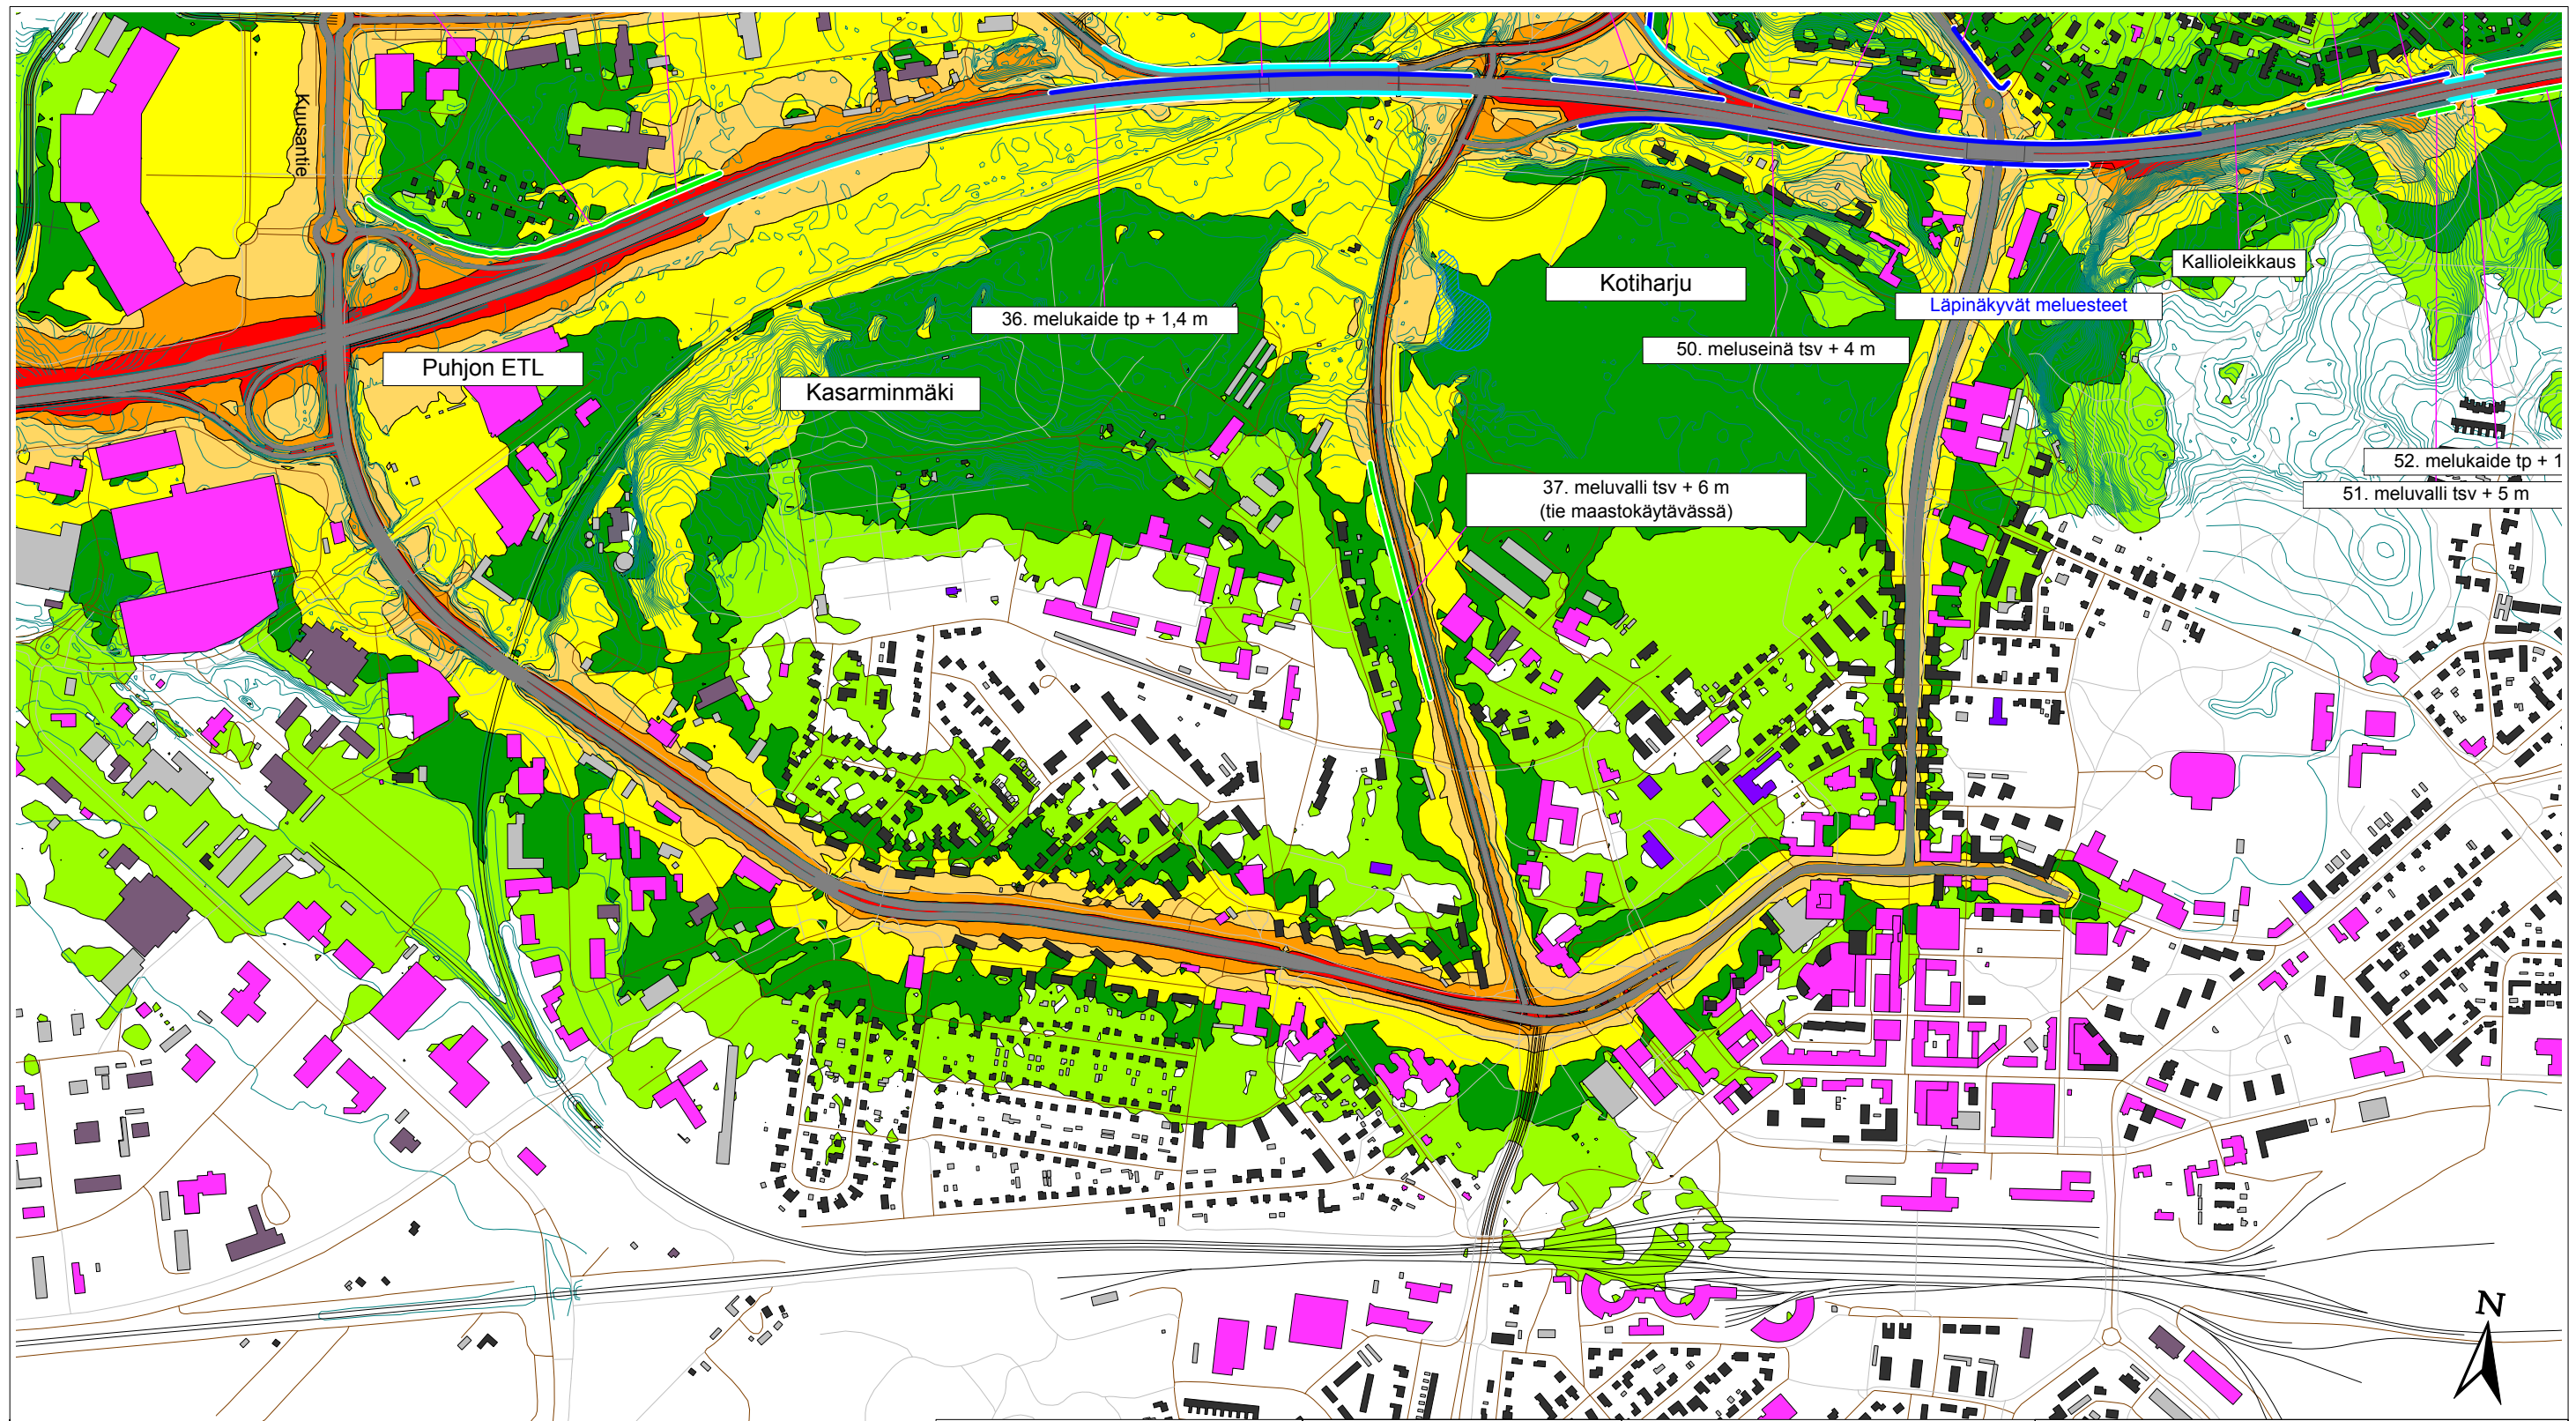 Kuusantie
Kallioleikkaus
Kotiharju
Läpinäkyvät meluesteet
36. melukaide tp + 1,4 m
50. meluseinä tsv + 4 m
Puhjon ETL
Kasarminmäki
52. melukaide tp + 1
51. meluvalli tsv + 5 m
37. meluvalli tsv + 6 m
(tie maastokäytävässä)
N